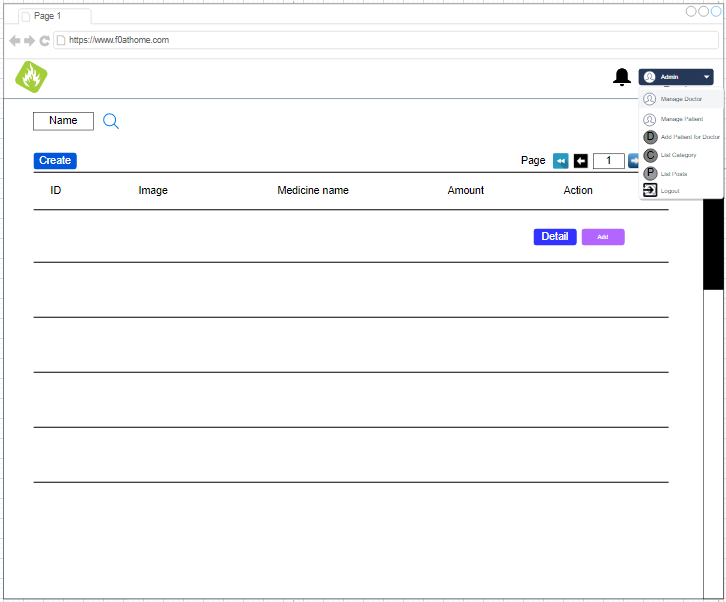 Page 1
https://www.f0athome.com
Admin
Manage Doctor
Name
Manage Patient
D Add Patient for Doctor
Create
Page
1
C List Category
P List Posts
Logout
ID
Image
Medicine name
Amount
Action
Detail
Add